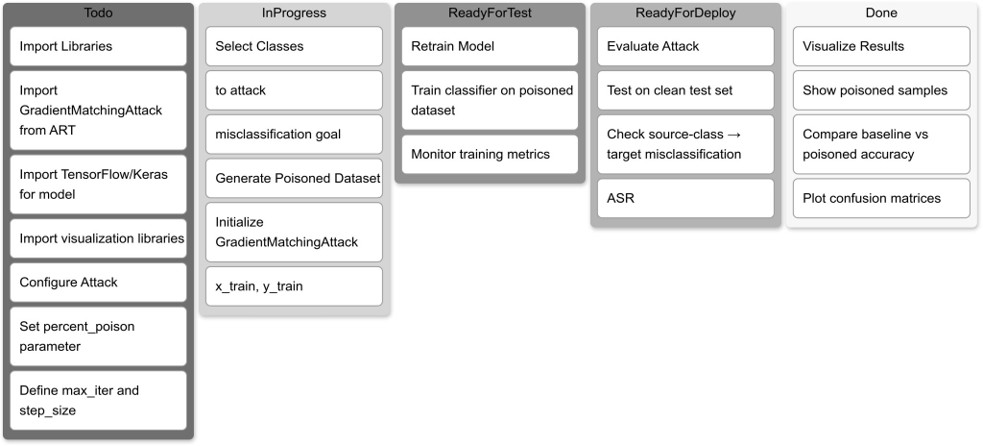 Todo
Import Libraries
Import
GradientMatchingAttack
from ART
Import TensorFlow/Keras
for model
Import visualization libraries
Configure Attack
Set percent_poison
parameter
Define max_iter and
step_size
InProgress
Select Classes
to attack
misclassification goal
Generate Poisoned Dataset
Initialize
GradientMatchingAttack
x_train, y_train
ReadyForTest
Retrain Model
Train classifier on poisoned
dataset
Monitor training metrics
ReadyForDeploy
Evaluate Attack
Test on clean test set
Check source-class →
target misclassification
ASR
Done
Visualize Results
Show poisoned samples
Compare baseline vs
poisoned accuracy
Plot confusion matrices